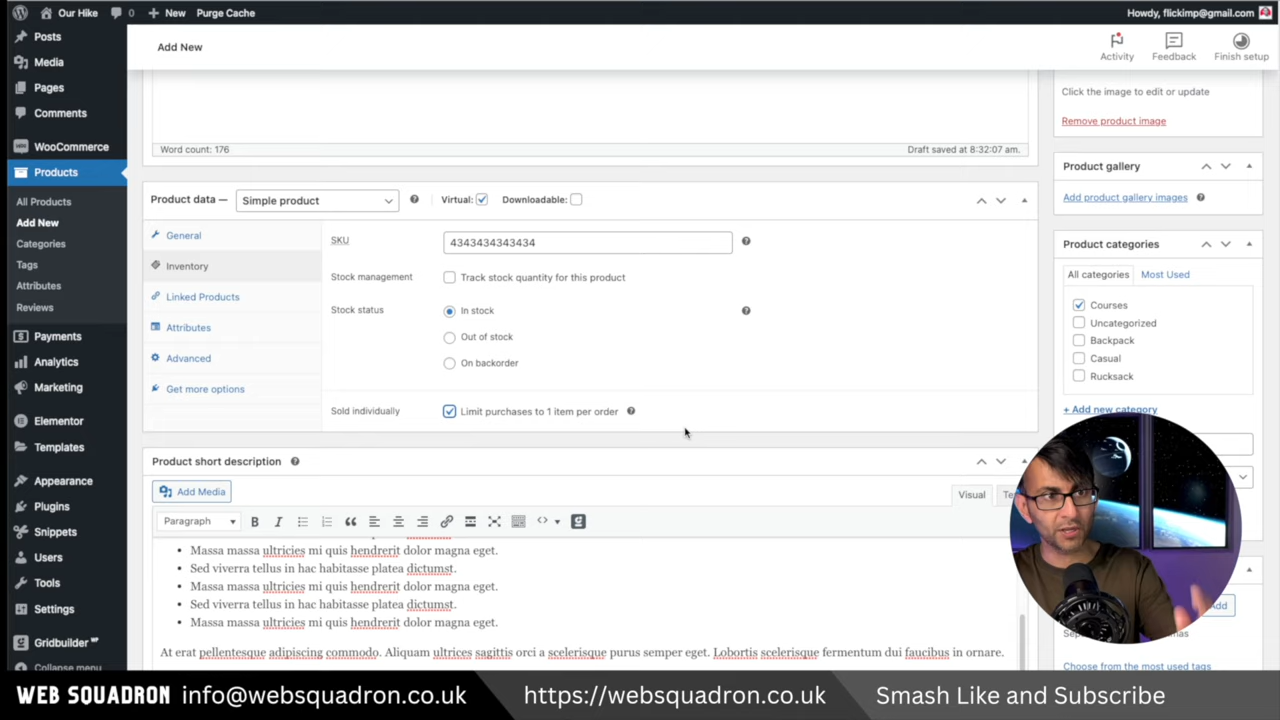 Our Hike 0 + New Purge Cache Howdy, flickimp@gmail.com
Posts
Media
Pages
Comments
WooCommerce
Products
All Products
Add New
Categories
Tags
Attributes
Reviews
Payments
Analytics
Marketing
Elementor
Templates
Appearance
Plugins
Snippets
Users
Tools
Settings
Gridbuilder WP
Collapse menu
Add New
Activity Feedback Finish setup
Word count: 176 Draft saved at 8:32:07 am.
Product data — Simple product Virtual: Downloadable:
General
Inventory
Linked Products
Attributes
Advanced
Get more options
SKU 4343434343434
Stock management Track stock quantity for this product
Stock status In stock
Out of stock
On backorder
Sold individually Limit purchases to 1 item per order
Product short description
Add Media Visual
Paragraph
Massa massa ultricies mi quis hendrerit dolor magna eget.
Sed viverra tellus in hac habitasse platea dictumst.
Massa massa ultricies mi quis hendrerit dolor magna eget.
Sed viverra tellus in hac habitasse platea dictumst.
Massa massa ultricies mi quis hendrerit dolor magna eget.
At erat pellentesque adipiscing commodo. Aliquam ultrices sagittis orci a scelerisque purus semper eget. Lobortis scelerisque fermentum dui faucibus in ornare.
Click the image to edit or update
Remove product image
Product gallery
Add product gallery images
Product categories
All categories Most Used
Courses
Uncategorized
Backpack
Casual
Rucksack
+ Add new category
Choose from the most used tags
WEB SQUADRON info@websquadron.co.uk https://websquadron.co.uk Smash Like and Subscribe